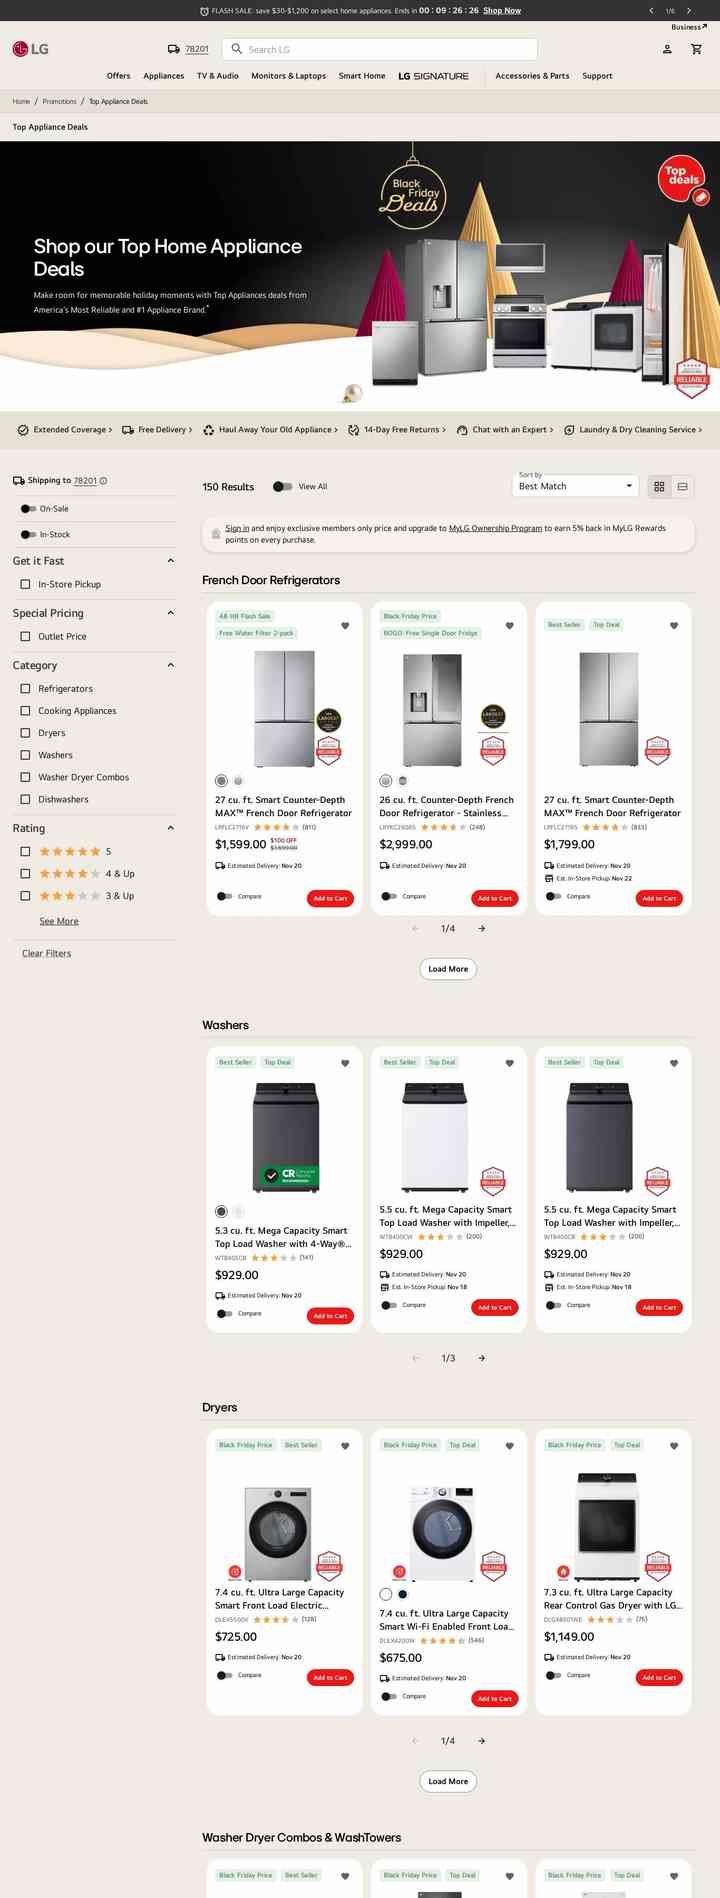 FLASH SALE: save $30-$1,200 on select home appliances. Ends in 00 : 09 : 26 : 26 Shop Now
1/6
Business
LG
78201
Search LG
Offers Appliances TV & Audio Monitors & Laptops Smart Home LG SIGNATURE Accessories & Parts Support
Home / Promotions / Top Appliance Deals
Top Appliance Deals
Black Friday Deals
Top deals
Shop our Top Home Appliance
Deals
Make room for memorable holiday moments with Top Appliances deals from
America's Most Reliable and #1 Appliance Brand.*
RELIABLE
Extended Coverage > Free Delivery > Haul Away Your Old Appliance > 14-Day Free Returns > Chat with an Expert > Laundry & Dry Cleaning Service >
Shipping to 78201
On-Sale
In-Stock
Get it Fast
In-Store Pickup
Special Pricing
Outlet Price
Category
Refrigerators
Cooking Appliances
Dryers
Washers
Washer Dryer Combos
Dishwashers
Rating
5
4 & Up
3 & Up
See More
Clear Filters
150 Results View All
Sort by
Best Match
Sign in and enjoy exclusive members only price and upgrade to MyLG Ownership Program to earn 5% back in MyLG Rewards
points on every purchase.
French Door Refrigerators
48 HR Flash Sale
Free Water Filter 2-pack
LARGEST
RELIABLE
27 cu. ft. Smart Counter-Depth
MAX™ French Door Refrigerator
(811)
$1,599.00 $100 OFF
Estimated Delivery: Nov 20
Compare Add to Cart
Black Friday Price
BOGO: Free Single Door Fridge
LARGEST
RELIABLE
26 cu. ft. Counter-Depth French
Door Refrigerator - Stainless...
(248)
$2,999.00
Estimated Delivery: Nov 20
Compare Add to Cart
Best Seller Top Deal
RELIABLE
27 cu. ft. Smart Counter-Depth
MAX™ French Door Refrigerator
(833)
$1,799.00
Estimated Delivery: Nov 20
Est. In-Store Pickup: Nov 22
Compare Add to Cart
1/4
Load More
Washers
Best Seller Top Deal
CR
5.3 cu. ft. Mega Capacity Smart
Top Load Washer with 4-Way®...
WT8405CB (141)
$929.00
Estimated Delivery: Nov 20
Compare Add to Cart
Best Seller Top Deal
RELIABLE
5.5 cu. ft. Mega Capacity Smart
Top Load Washer with Impeller,...
WT8400CW (200)
$929.00
Estimated Delivery: Nov 20
Est. In-Store Pickup: Nov 18
Compare Add to Cart
Best Seller Top Deal
RELIABLE
5.5 cu. ft. Mega Capacity Smart
Top Load Washer with Impeller,...
WT8400CB (200)
$929.00
Estimated Delivery: Nov 20
Est. In-Store Pickup: Nov 18
Compare Add to Cart
1/3
Dryers
Black Friday Price Best Seller
RELIABLE
7.4 cu. ft. Ultra Large Capacity
Smart Front Load Electric...
DLEX5500V (128)
$725.00
Estimated Delivery: Nov 20
Compare Add to Cart
Black Friday Price Top Deal
RELIABLE
7.4 cu. ft. Ultra Large Capacity
Smart Wi-Fi Enabled Front Loa...
DLEX4200W (546)
$675.00
Estimated Delivery: Nov 20
Compare Add to Cart
Black Friday Price Top Deal
RELIABLE
7.3 cu. ft. Ultra Large Capacity
Rear Control Gas Dryer with LG...
(75)
$1,149.00
Estimated Delivery: Nov 20
Compare Add to Cart
1/4
Load More
Washer Dryer Combos & WashTowers
Black Friday Price Best Seller
Black Friday Price Top Deal
Black Friday Price Top Deal